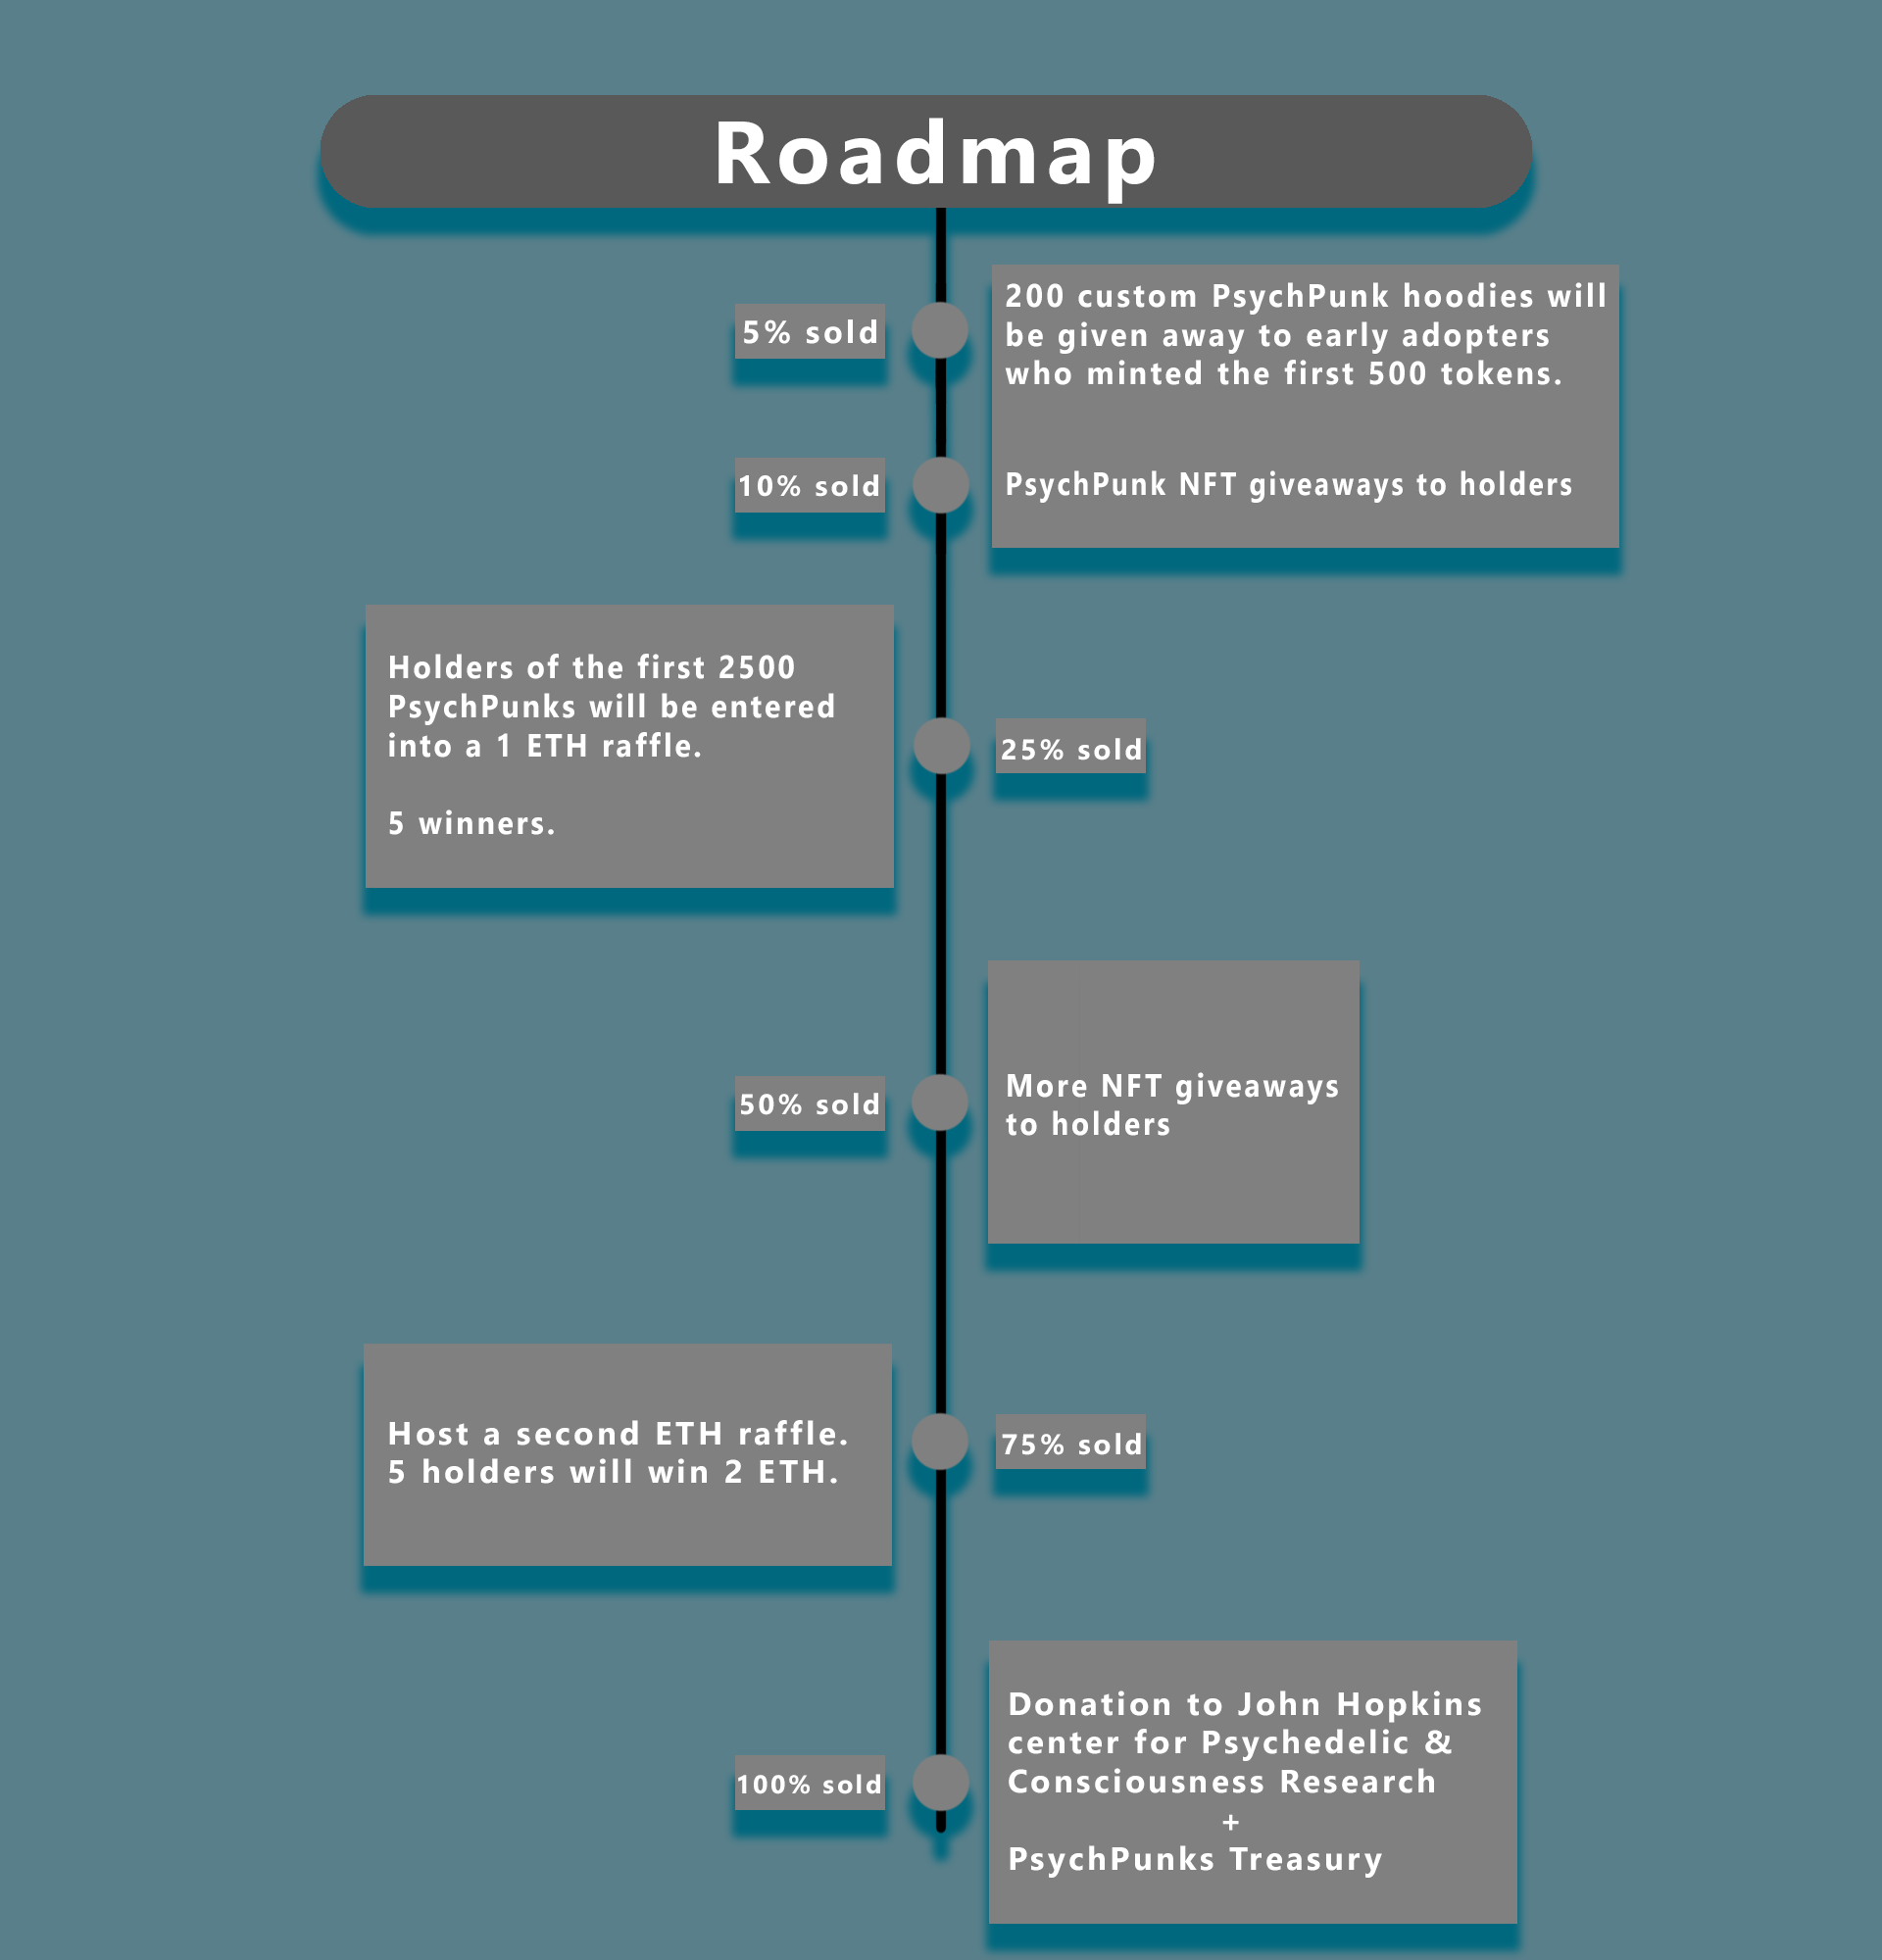 Roadmap
5% sold
200 custom PsychPunk hoodies will
be given away to early adopters
who minted the first 500 tokens.
10% sold
PsychPunk NFT giveaways to holders
Holders of the first 2500
PsychPunks will be entered
into a 1 ETH raffle.
5 winners.
25% sold
50% sold
More NFT giveaways
to holders
Host a second ETH raffle.
5 holders will win 2 ETH.
75% sold
100% sold
Donation to John Hopkins
center for Psychedelic &
Consciousness Research
+
PsychPunks Treasury